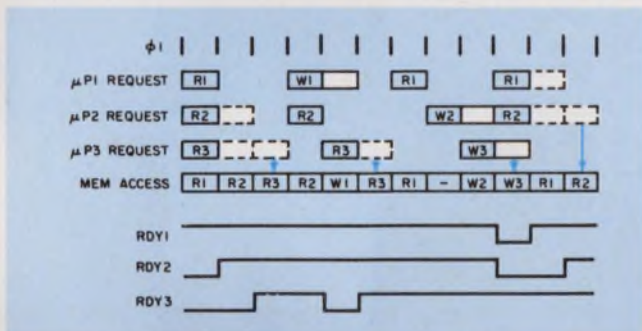 φ1
μP1 REQUEST R1 W1 R1 R1
μP2 REQUEST R2 R2 W2 R2
μP3 REQUEST R3 R3 W3
MEM ACCESS R1 R2 R3 R2 W1 R3 R1 - W2 W3 R1 R2
RDY1
RDY2
RDY3